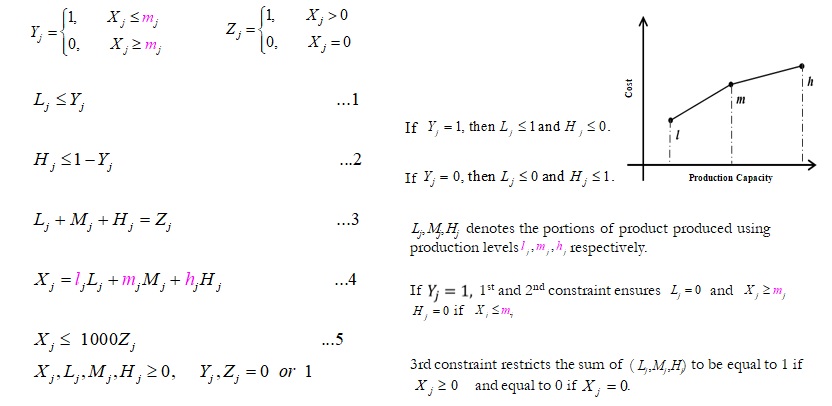 Y_j = {1, X_j ≤ m_j
{0, X_j ≥ m_j
Z_j = {1, X_j > 0
{0, X_j = 0
L_j ≤ Y_j ...1
H_j ≤ 1 − Y_j ...2
L_j + M_j + H_j = Z_j ...3
X_j = l_j L_j + m_j M_j + h_j H_j ...4
X_j ≤ 1000Z_j ...5
X_j, L_j, M_j, H_j ≥ 0, Y_j, Z_j = 0 or 1
Cost
l
m
h
Production Capacity
If Y_j = 1, then L_j ≤ 1 and H_j ≤ 0.
If Y_j = 0, then L_j ≤ 0 and H_j ≤ 1.
L_j, M_j, H_j denotes the portions of product produced using
production levels l_j, m_j, h_j respectively.
If Y_j = 1, 1st and 2nd constraint ensures L_j = 0 and X_j ≥ m_j
H_j = 0 if X_j ≤ m_j
3rd constraint restricts the sum of (L_j, M_j, H_j) to be equal to 1 if
X_j ≥ 0 and equal to 0 if X_j = 0.